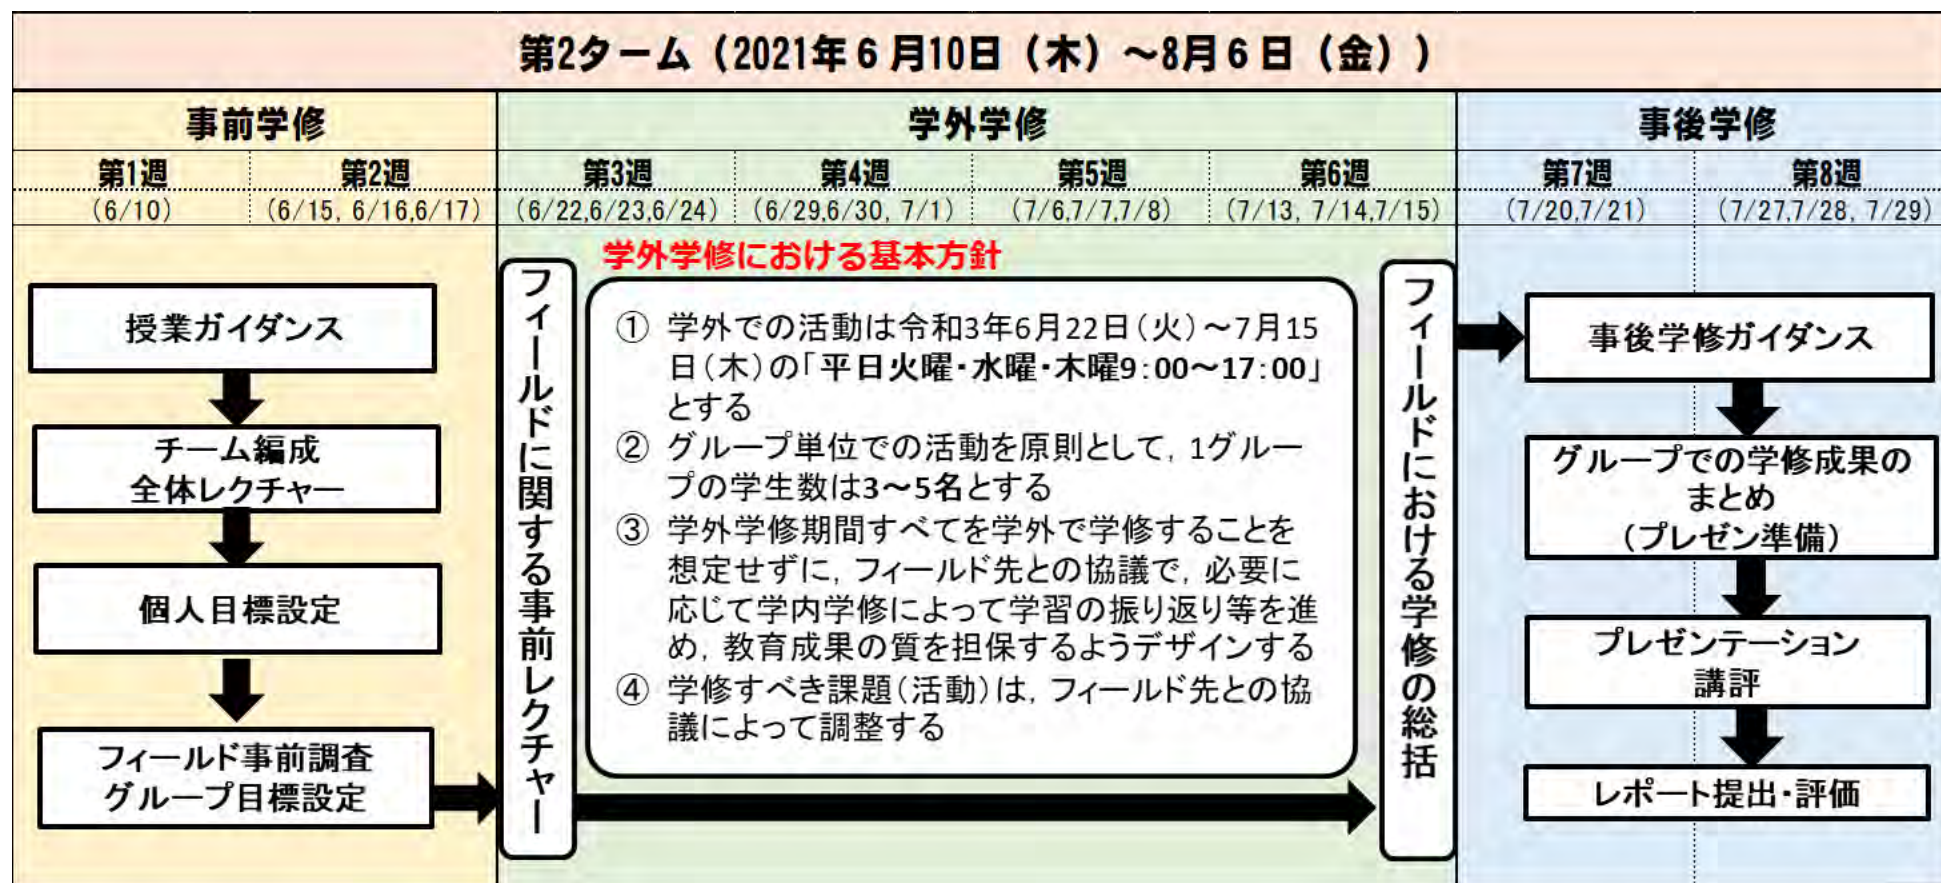 第2ターム（2021年６月10日（木）～8月６日（金））
事前学修
学外学修
事後学修
第1週
第2週
第3週
第4週
第5週
第6週
第7週
第8週
(6/10)
(6/15, 6/16,6/17)
(6/22,6/23,6/24)
(6/29,6/30, 7/1)
(7/6,7/7,7/8)
(7/13, 7/14,7/15)
(7/20,7/21)
(7/27,7/28, 7/29)
授業ガイダンス
チーム編成
全体レクチャー
個人目標設定
フィールド事前調査
グループ目標設定
フィールドに関する事前レクチャー
学外学修における基本方針
① 学外での活動は令和3年6月22日（火）～7月15
日（木）の「平日火曜・水曜・木曜9:00～17:00」
とする
② グループ単位での活動を原則として，1グルー
プの学生数は3～5名とする
③ 学外学修期間すべてを学外で学修することを
想定せずに，フィールド先との協議で，必要に
応じて学内学修によって学習の振り返り等を進
め，教育成果の質を担保するようデザインする
④ 学修すべき課題（活動）は，フィールド先との協
議によって調整する
フィールドにおける学修の総括
事後学修ガイダンス
グループでの学修成果の
まとめ
（プレゼン準備）
プレゼンテーション
講評
レポート提出・評価